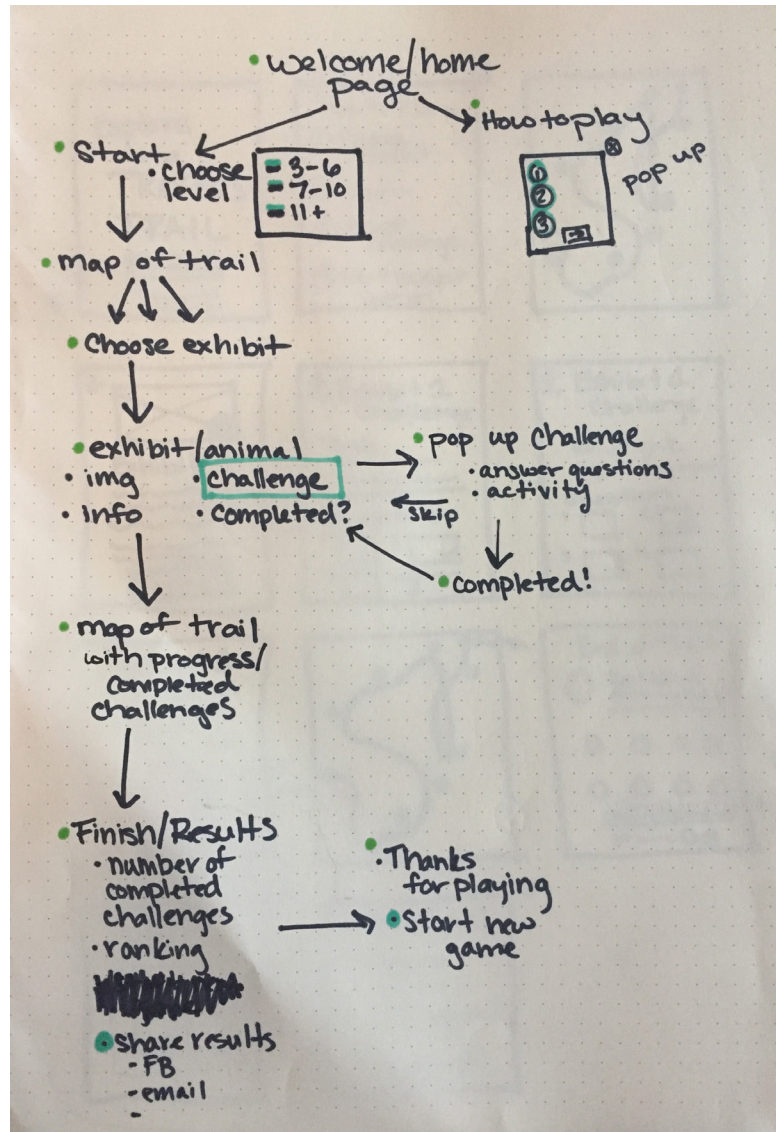 • Welcome/home
page
• How to play
• Start
• choose
level
3-6
7-10
11+
1
2
3
pop up
• map of trail
• Choose exhibit
• exhibit/animal
• img
• challenge
• Info
• completed?
• pop up challenge
• answer questions
• activity
skip
• completed!
• map of trail
with progress/
completed
challenges
• Finish/Results
• number of
completed
challenges
• ranking
• Share results
- FB
- email
-
• Thanks
for playing
• Start new
game